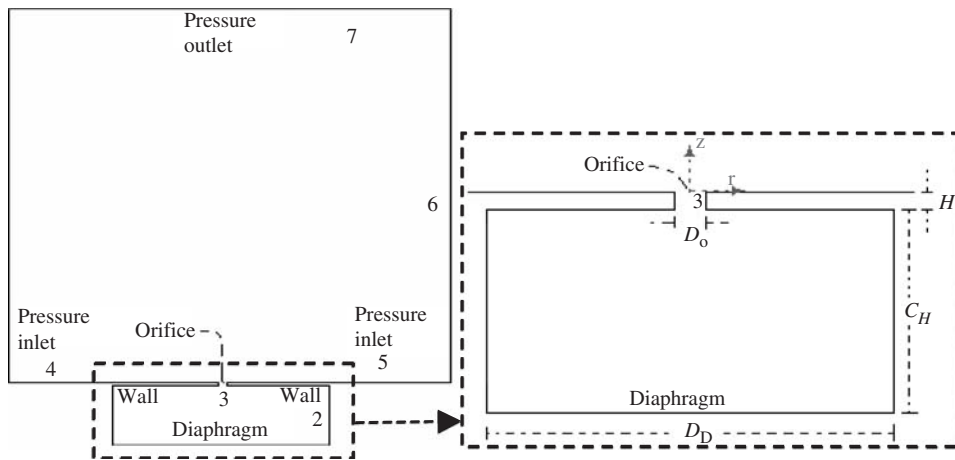 Pressure
outlet
7
6
Pressure
inlet
4
Orifice
Pressure
inlet
5
Wall
3
Wall
2
Diaphragm
Orifice
z
r
3
H
D_o
C_H
Diaphragm
D_D